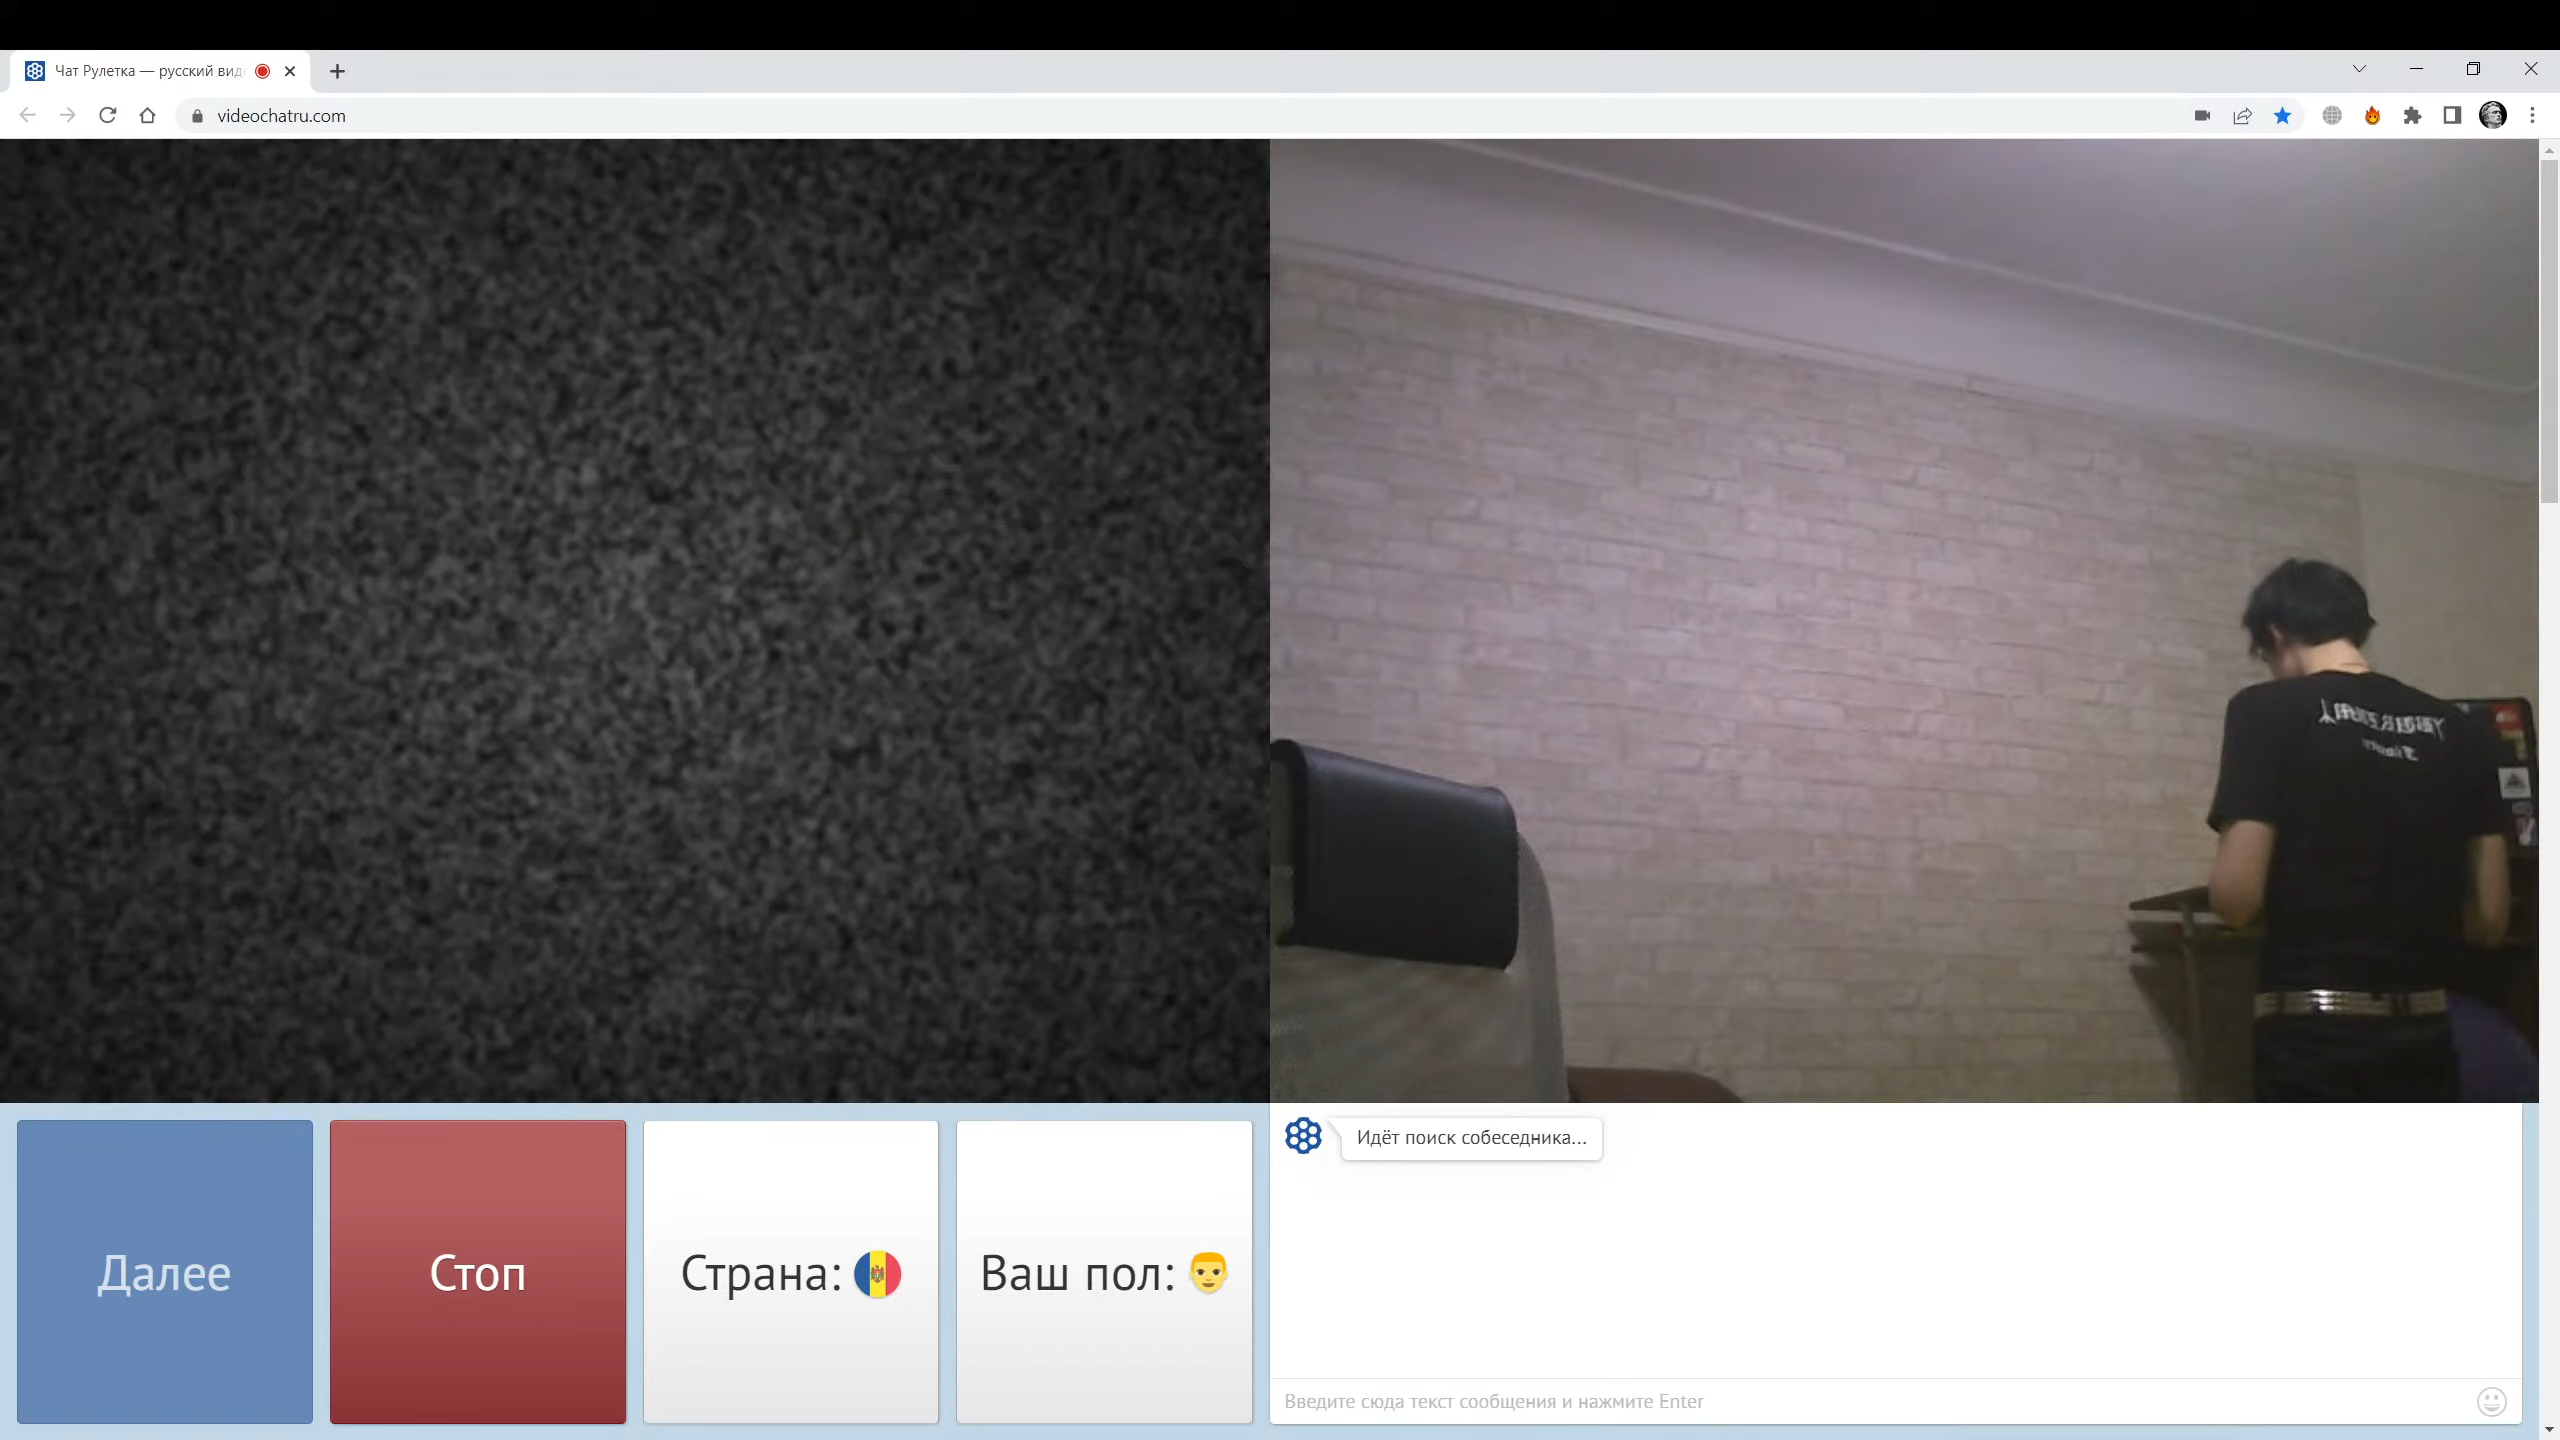 Чат Рулетка — русский вид
videochatru.com
Идёт поиск собеседника...
Далее
Стоп
Страна:
Ваш пол:
Введите сюда текст сообщения и нажмите Enter